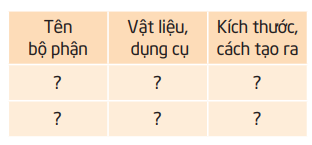 Tên Vật liệu, Kích thước,
bộ phận dụng cụ cách tạo ra
? ? ?
? ? ?